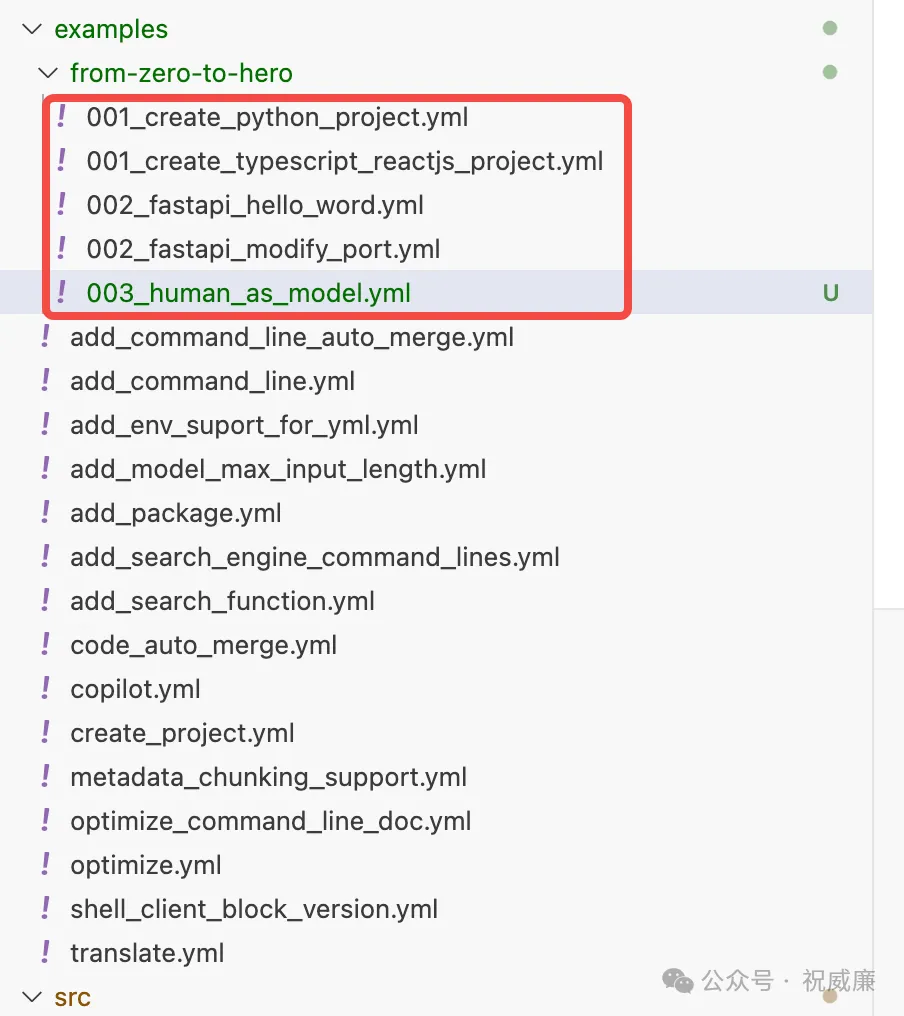 examples
from-zero-to-hero
! 001_create_python_project.yml
! 001_create_typescript_reactjs_project.yml
! 002_fastapi_hello_word.yml
! 002_fastapi_modify_port.yml
! 003_human_as_model.yml U
! add_command_line_auto_merge.yml
! add_command_line.yml
! add_env_suport_for_yml.yml
! add_model_max_input_length.yml
! add_package.yml
! add_search_engine_command_lines.yml
! add_search_function.yml
! code_auto_merge.yml
! copilot.yml
! create_project.yml
! metadata_chunking_support.yml
! optimize_command_line_doc.yml
! optimize.yml
! shell_client_block_version.yml
! translate.yml
公众号 · 祝威廉
src